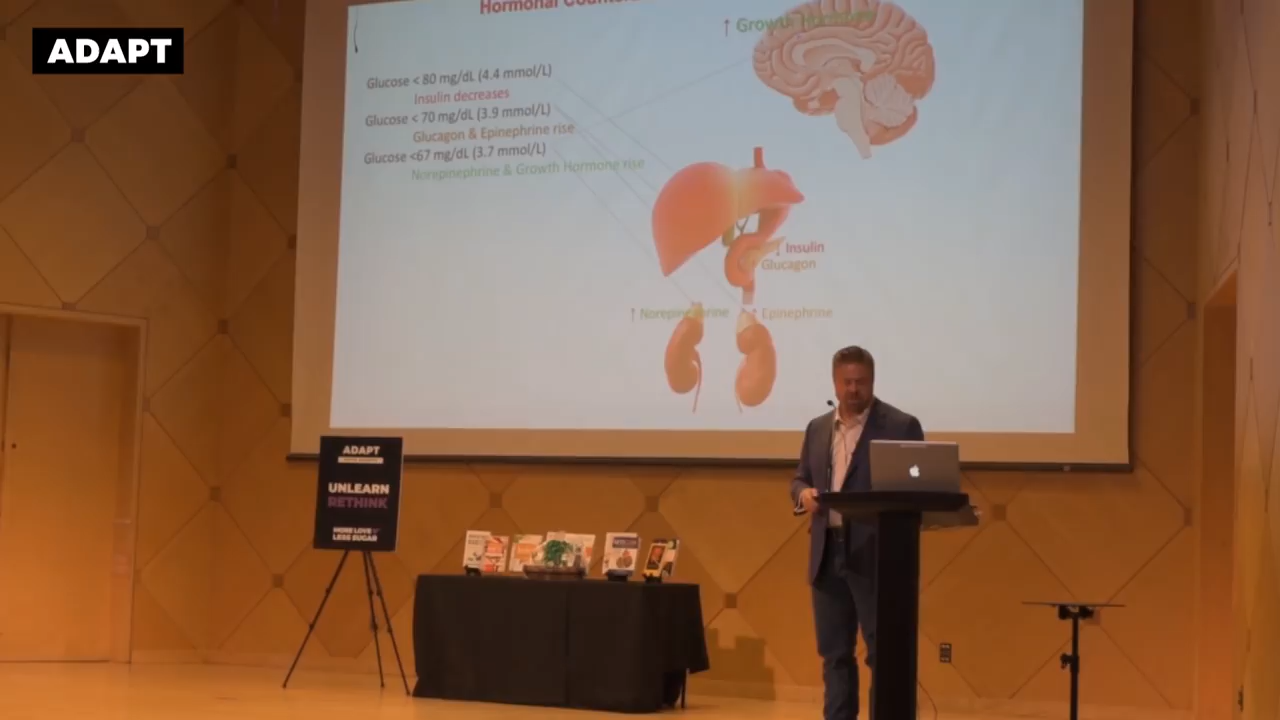 ADAPT
Hormonal
↑ Growth Hormone
Glucose < 80 mg/dL (4.4 mmol/L)
Insulin decreases
Glucose < 70 mg/dL (3.9 mmol/L)
Glucagon & Epinephrine rise
Glucose <67 mg/dL (3.7 mmol/L)
Norepinephrine & Growth Hormone rise
↓ Insulin
Glucagon
↑ Norepinephrine
↑ Epinephrine
ADAPT
UNLEARN
RETHINK
MORE LOVE
LESS SUGAR